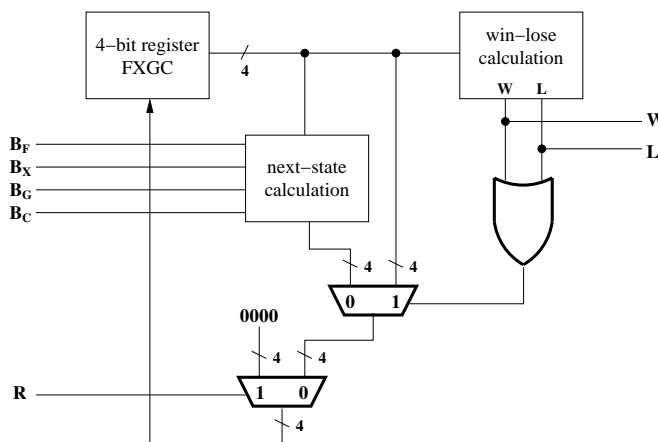 4−bit register
FXGC
4
win−lose
calculation
W L
W
L
B_F
B_X
B_G
B_C
next−state
calculation
4 4
0 1
0000
4 4
R
1 0
4